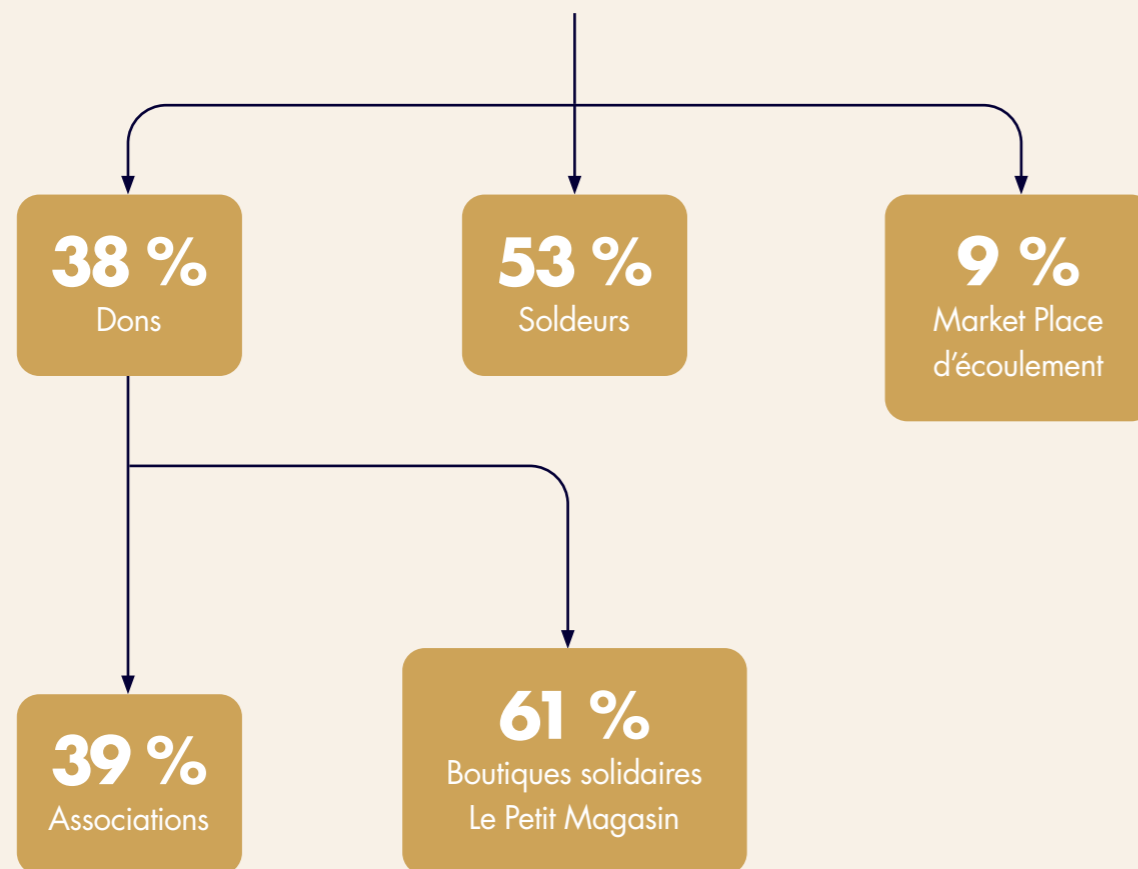 38 %
Dons
53 %
Soldeurs
9 %
Market Place
d'écoulement
39 %
Associations
61 %
Boutiques solidaires
Le Petit Magasin